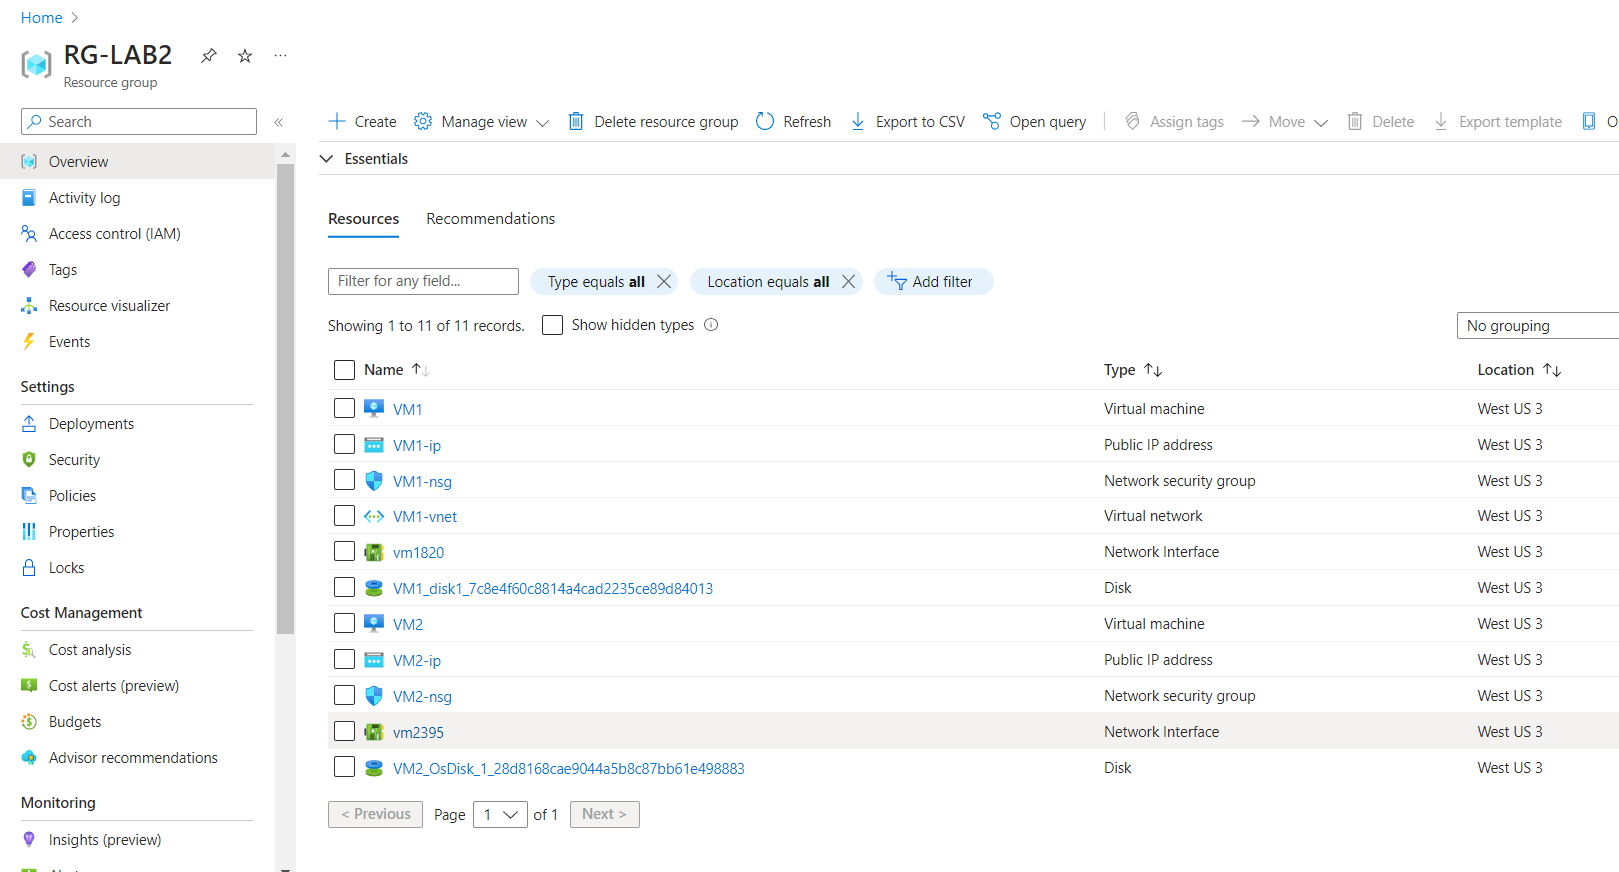 Home
RG-LAB2
Resource group
Search
Overview
Activity log
Access control (IAM)
Tags
Resource visualizer
Events
Settings
Deployments
Security
Policies
Properties
Locks
Cost Management
Cost analysis
Cost alerts (preview)
Budgets
Advisor recommendations
Monitoring
Insights (preview)
Create Manage view Delete resource group Refresh Export to CSV Open query Assign tags Move Delete Export template
Essentials
Resources Recommendations
Filter for any field... Type equals all Location equals all Add filter
Showing 1 to 11 of 11 records. Show hidden types
No grouping
Name Type Location
VM1 Virtual machine West US 3
VM1-ip Public IP address West US 3
VM1-nsg Network security group West US 3
VM1-vnet Virtual network West US 3
vm1820 Network Interface West US 3
VM1_disk1_7c8e4f60c8814a4cad2235ce89d84013 Disk West US 3
VM2 Virtual machine West US 3
VM2-ip Public IP address West US 3
VM2-nsg Network security group West US 3
vm2395 Network Interface West US 3
VM2_OsDisk_1_28d8168cae9044a5b8c87bb61e498883 Disk West US 3
< Previous Page 1 of 1 Next >